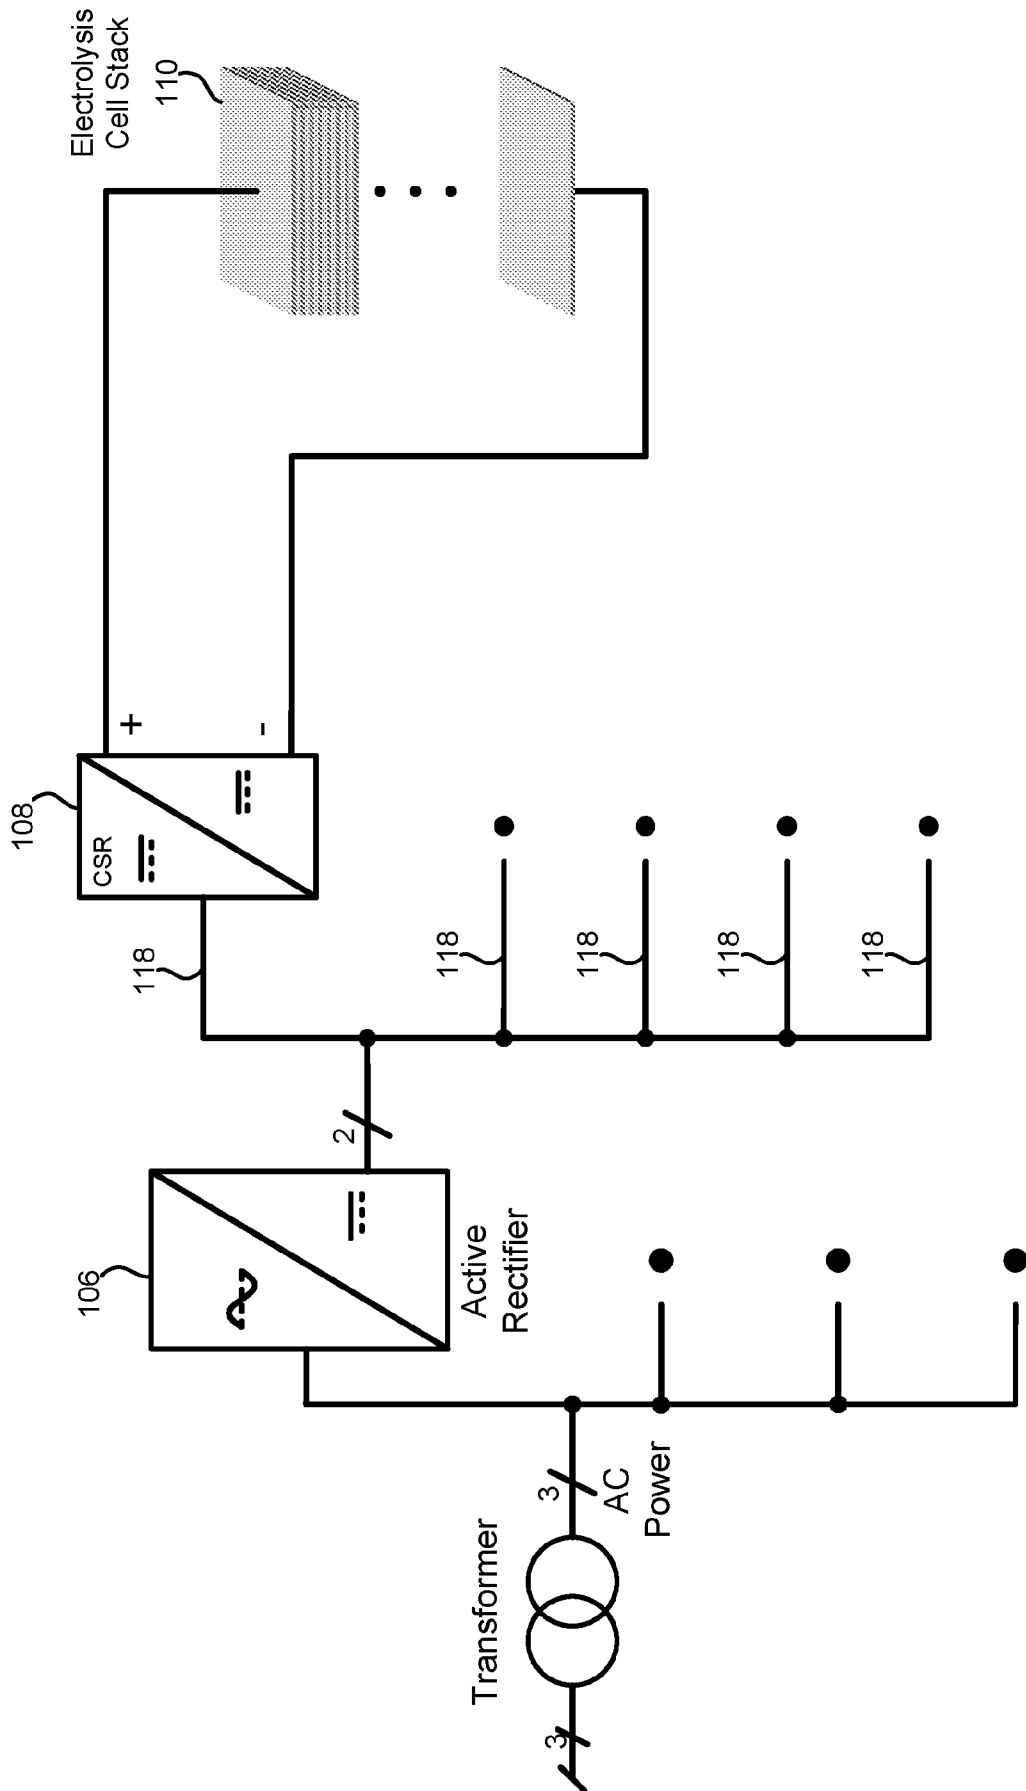 3
Transformer
3
AC
Power
106
Active
Rectifier
2
118
118
118
118
118
108
CSR
+
-
Electrolysis
Cell Stack
110